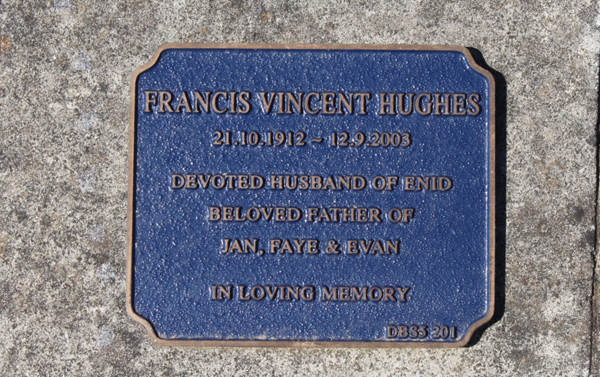 FRANCIS VINCENT HUGHES
21.10.1912 ~ 12.9.2003
DEVOTED HUSBAND OF ENID
BELOVED FATHER OF
JAN, FAYE & EVAN
IN LOVING MEMORY
DBSS 201